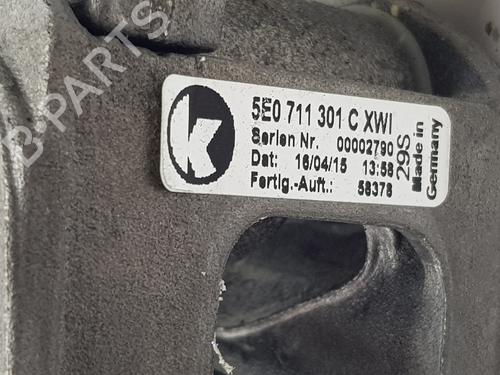 B-PARTS
k
5E0 711 301 C XWI
Serien Nr. 00002790
Dat: 16/04/15 13:58
Fertig.-Auft.: 58378
29S
Made in
Germany